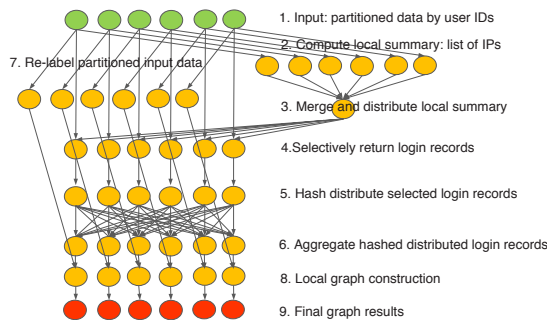 1. Input: partitioned data by user IDs
2. Compute local summary: list of IPs
7. Re-label partitioned input data
3. Merge and distribute local summary
4.Selectively return login records
5. Hash distribute selected login records
6. Aggregate hashed distributed login records
8. Local graph construction
9. Final graph results